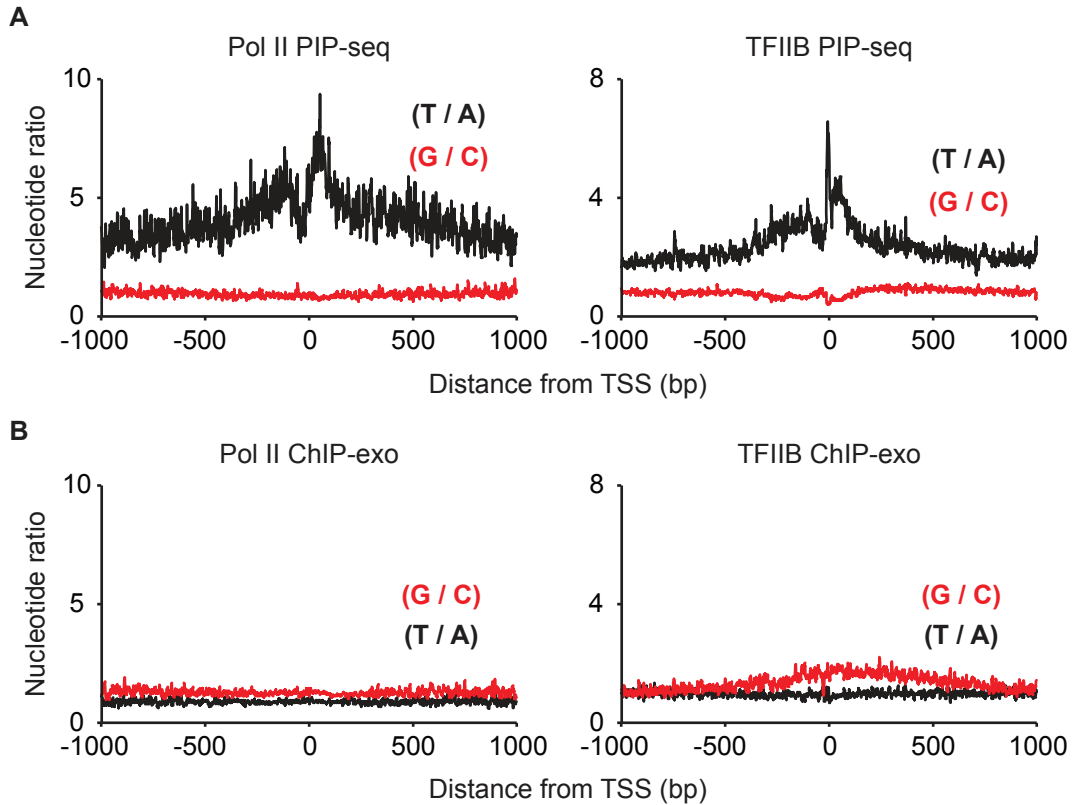 A
Pol II PIP-seq
TFIIB PIP-seq
Nucleotide ratio
10
5
0
(T / A)
(G / C)
-1000 -500 0 500 1000
8
4
0
(T / A)
(G / C)
-1000 -500 0 500 1000
Distance from TSS (bp)
B
Pol II ChIP-exo
TFIIB ChIP-exo
Nucleotide ratio
10
5
0
(G / C)
(T / A)
-1000 -500 0 500 1000
8
4
0
(G / C)
(T / A)
-1000 -500 0 500 1000
Distance from TSS (bp)